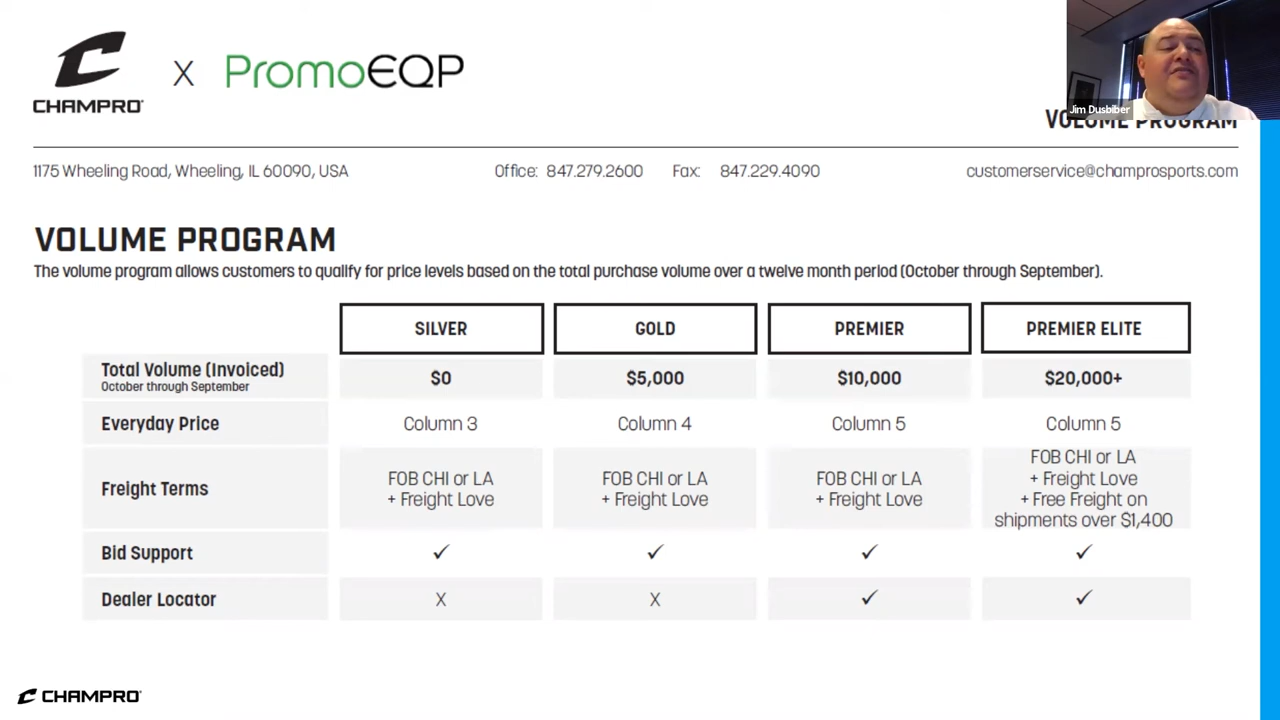 CHAMPRO
X
PromoEQP
Jim Dusbiber
VOLUME PROGRAM
1175 Wheeling Road, Wheeling, IL 60090, USA
Office: 847.279.2600
Fax: 847.229.4090
customerservice@champrosports.com
VOLUME PROGRAM
The volume program allows customers to qualify for price levels based on the total purchase volume over a twelve month period (October through September).
SILVER GOLD PREMIER PREMIER ELITE
Total Volume (Invoiced)
October through September
$0 $5,000 $10,000 $20,000+
Everyday Price Column 3 Column 4 Column 5 Column 5
Freight Terms
FOB CHI or LA
+ Freight Love
FOB CHI or LA
+ Freight Love
FOB CHI or LA
+ Freight Love
FOB CHI or LA
+ Freight Love
+ Free Freight on
shipments over $1,400
Bid Support ✓ ✓ ✓ ✓
Dealer Locator X X ✓ ✓
CHAMPRO